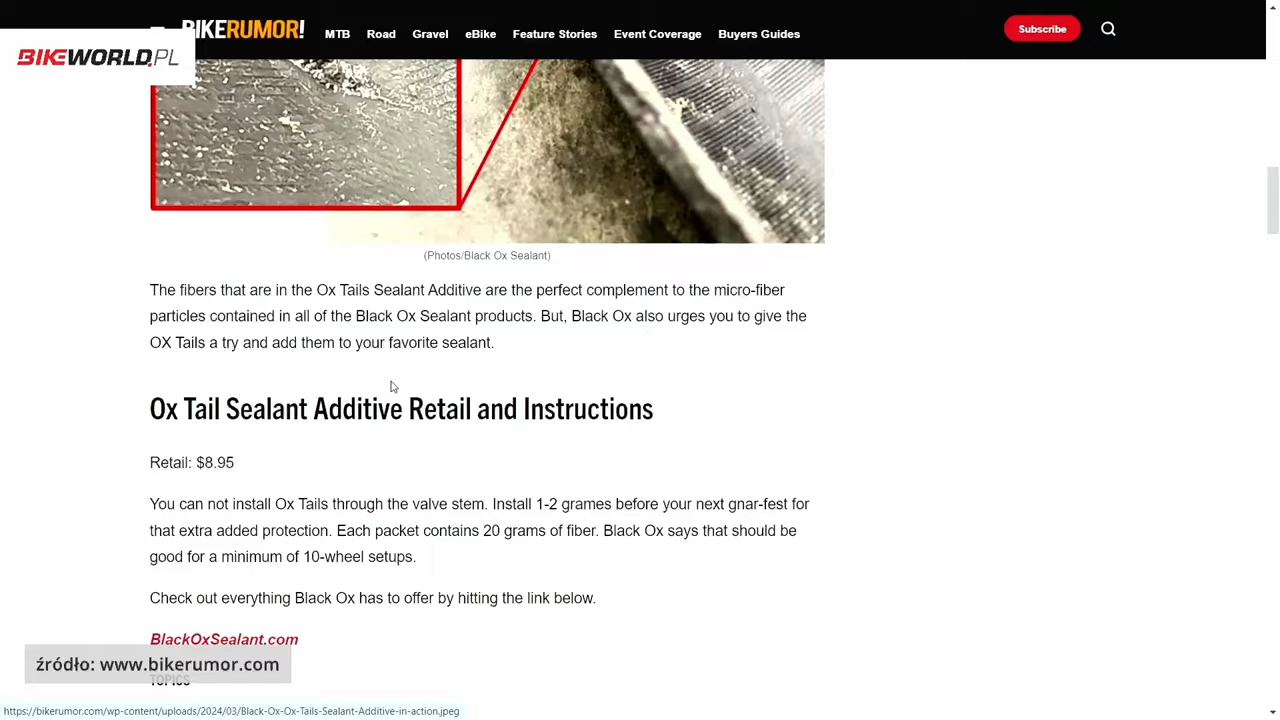 BIKERUMOR!
MTB Road Gravel eBike Feature Stories Event Coverage Buyers Guides
Subscribe
BIKEWORLD.PL
(Photos/Black Ox Sealant)
The fibers that are in the Ox Tails Sealant Additive are the perfect complement to the micro-fiber
particles contained in all of the Black Ox Sealant products. But, Black Ox also urges you to give the
OX Tails a try and add them to your favorite sealant.
Ox Tail Sealant Additive Retail and Instructions
Retail: $8.95
You can not install Ox Tails through the valve stem. Install 1-2 grames before your next gnar-fest for
that extra added protection. Each packet contains 20 grams of fiber. Black Ox says that should be
good for a minimum of 10-wheel setups.
Check out everything Black Ox has to offer by hitting the link below.
BlackOxSealant.com
źródło: www.bikerumor.com
TOPICS
https://bikerumor.com/wp-content/uploads/2024/03/Black-Ox-Ox-Tails-Sealant-Additive-in-action.jpeg